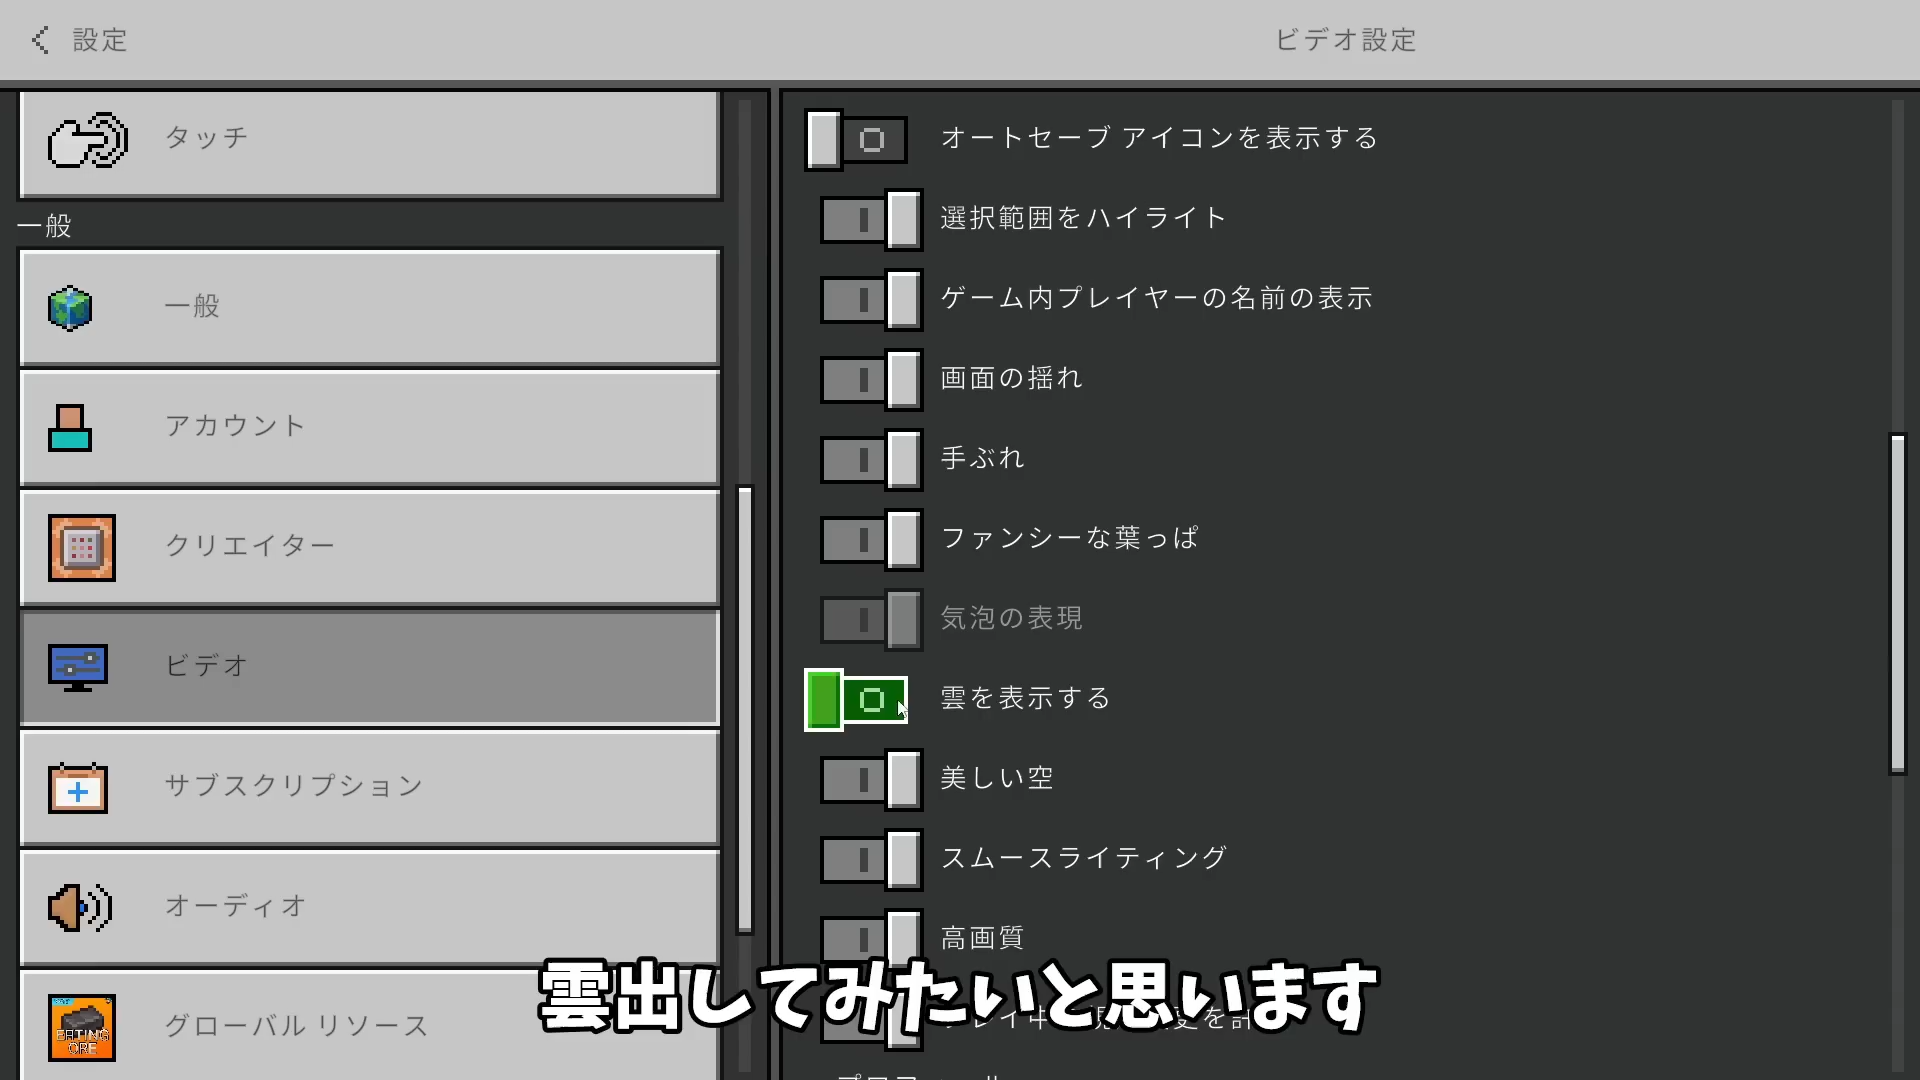 設定
ビデオ設定
タッチ
一般
一般
アカウント
クリエイター
ビデオ
サブスクリプション
オーディオ
EATING
ORE
グローバル リソース
オートセーブ アイコンを表示する
選択範囲をハイライト
ゲーム内プレイヤーの名前の表示
画面の揺れ
手ぶれ
ファンシーな葉っぱ
気泡の表現
雲を表示する
美しい空
スムースライティング
高画質
雲出してみたいと思います